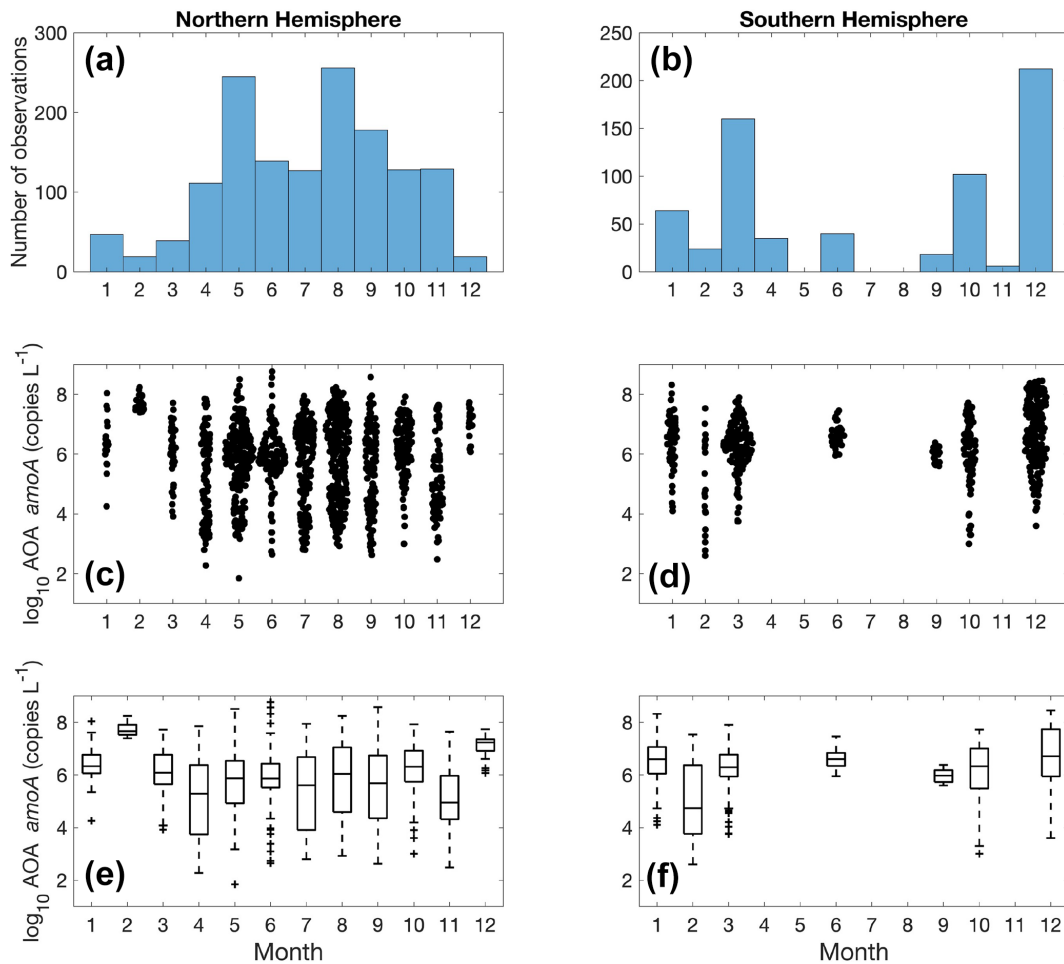 Northern Hemisphere
Southern Hemisphere
(a)
Number of observations
300
200
100
0
1 2 3 4 5 6 7 8 9 10 11 12
(b)
250
200
150
100
50
0
1 2 3 4 5 6 7 8 9 10 11 12
(c)
log10 AOA amoA (copies L-1)
8
6
4
2
1 2 3 4 5 6 7 8 9 10 11 12
(d)
8
6
4
2
1 2 3 4 5 6 7 8 9 10 11 12
(e)
log10 AOA amoA (copies L-1)
8
6
4
2
1 2 3 4 5 6 7 8 9 10 11 12
Month
(f)
8
6
4
2
1 2 3 4 5 6 7 8 9 10 11 12
Month